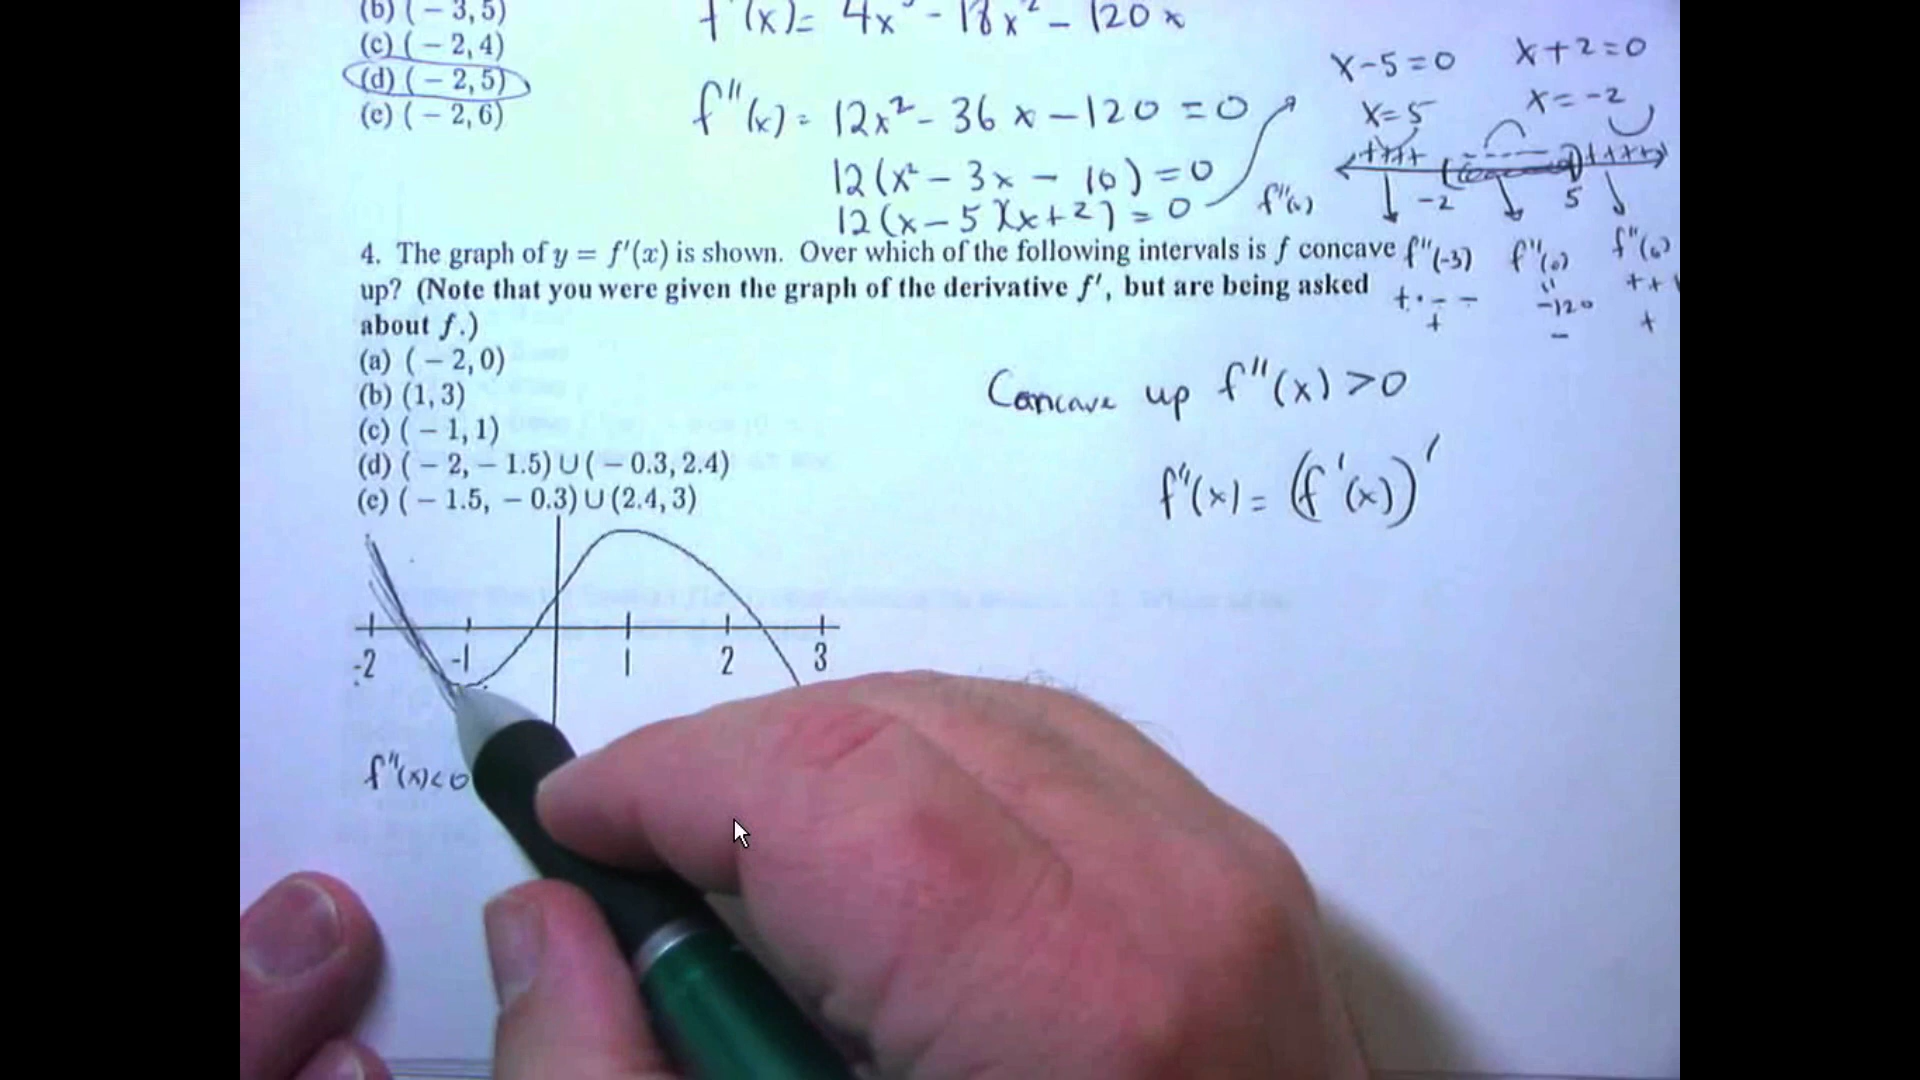 (b) ( – 3, 5)
(c) ( – 2, 4)
(d) ( – 2, 5)
(e) ( – 2, 6)
f'(x) = 4x³ - 18x² - 120x
f''(x) = 12x² - 36x - 120 = 0
12(x² - 3x - 10) = 0
12(x - 5)(x + 2) = 0
x - 5 = 0
x = 5
x + 2 = 0
x = -2
++++ ---- ++++
-2 5
f''(x)
f''(-3) f''(0) f''(6)
+ · - -
+
-120
-
+ +
+
4. The graph of y = f'(x) is shown. Over which of the following intervals is f concave
up? (Note that you were given the graph of the derivative f', but are being asked
about f.)
(a) ( – 2, 0)
(b) (1, 3)
(c) ( – 1, 1)
(d) ( – 2, – 1.5) ∪ ( – 0.3, 2.4)
(e) ( – 1.5, – 0.3) ∪ (2.4, 3)
Concave up f''(x) > 0
f''(x) = (f'(x))'
-2 -1 1 2 3
f''(x) < 0